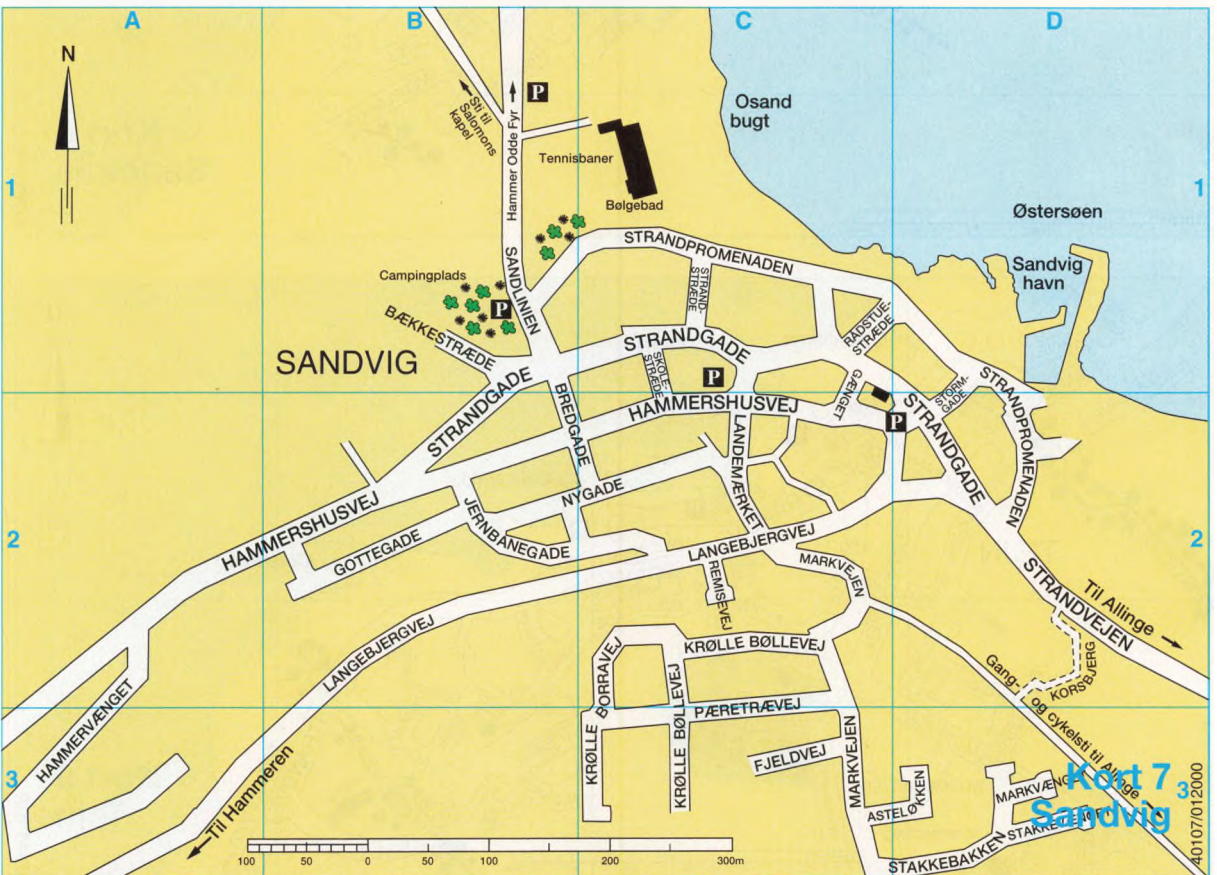 A
B
C
D
N
P
Sti til
Salomons
kapel
Hammer Odde Fyr
Tennisbaner
Bølgebad
Osand
bugt
1
1
Østersøen
Sandvig
havn
STRANDPROMENADEN
SANDLINIEN
Campingplads
P
STRAND-
STRÆDE
BÆKKESTRÆDE
SANDVIG
STRANDGADE
RADSTUE-
STRÆDE
SKOLE-
STRÆDE
P
GÆNGET
STORM-
GADE
STRANDPROMENADEN
STRANDGADE
BREDGADE
HAMMERSHUSVEJ
P
STRANDGADE
LANDEMÆRKET
HAMMERSHUSVEJ
NYGADE
JERNBANEGADE
GOTTEGADE
2
2
LANGEBJERGVEJ
MARKVEJEN
REMISEVEJ
STRANDVEJEN
Til Allinge
LANGEBJERGVEJ
KRØLLE BØLLEVEJ
KRØLLE BORRAVEJ
KRØLLE BØLLEVEJ
PÆRETRÆVEJ
Gang-
og cykelsti til Allinge
KORSBJERG
HAMMERVÆNGET
3
Til Hammeren
FJELDVEJ
MARKVEJEN
ASTELØKKEN
STAKKEBAKKEN
Kort 7
Sandvig
3
40107/012000
100
50
0
50
100
200
300m